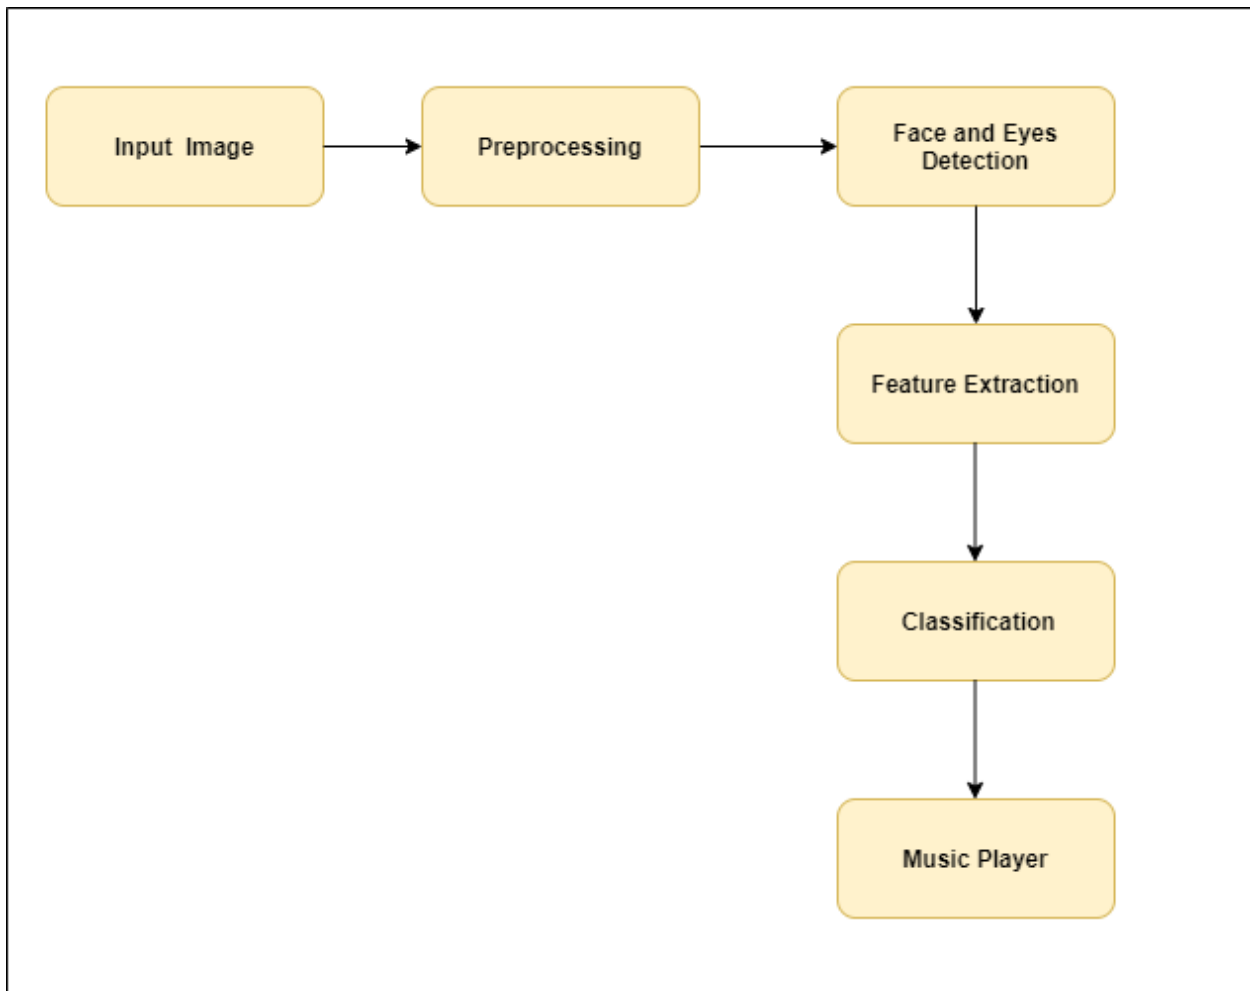 Input  Image
Preprocessing
Face and Eyes
Detection
Feature Extraction
Classification
Music Player